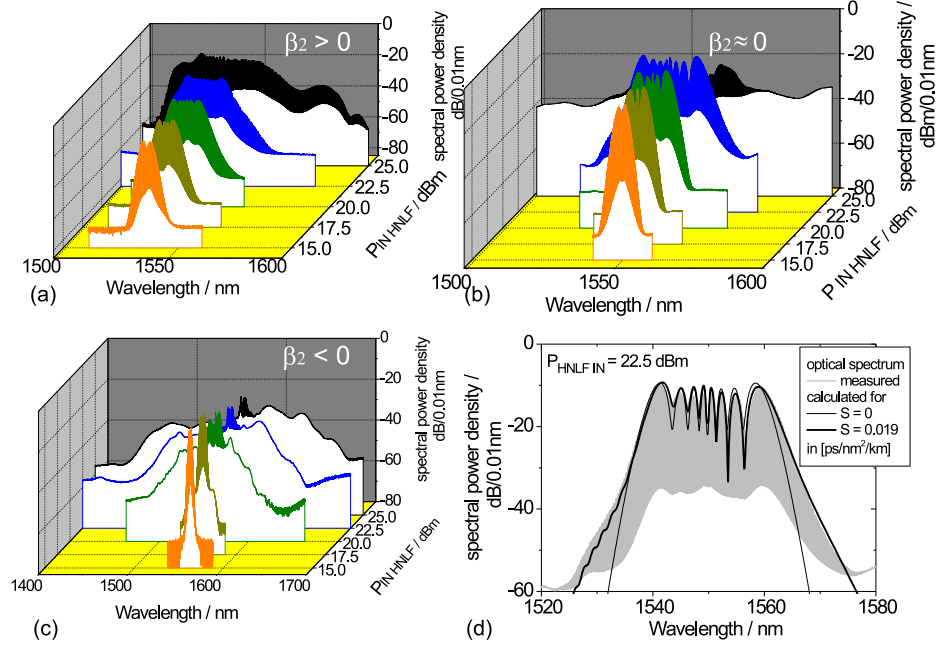 β2 > 0
0
-20
-40
-60
-80
spectral power density /
dB/0.01nm
25.0
22.5
20.0
17.5
15.0
P IN HNLF / dBm
1500
1550
1600
Wavelength / nm
(a)
β2 ≈ 0
0
-20
-40
-60
-80
spectral power density /
dBm/0.01nm
25.0
22.5
20.0
17.5
15.0
P IN HNLF / dBm
1500
1550
1600
Wavelength / nm
(b)
β2 < 0
0
-20
-40
-60
-80
spectral power density
dB/0.01nm
25.0
22.5
20.0
17.5
15.0
PIN HNLF / dBm
1400
1500
1600
1700
Wavelength / nm
(c)
PHNLF IN = 22.5 dBm
optical spectrum
measured
calculated for
S = 0
S = 0.019
in [ps/nm²/km]
0
-20
-40
-60
spectral power density /
dB/0.01nm
1520
1540
1560
1580
Wavelength / nm
(d)